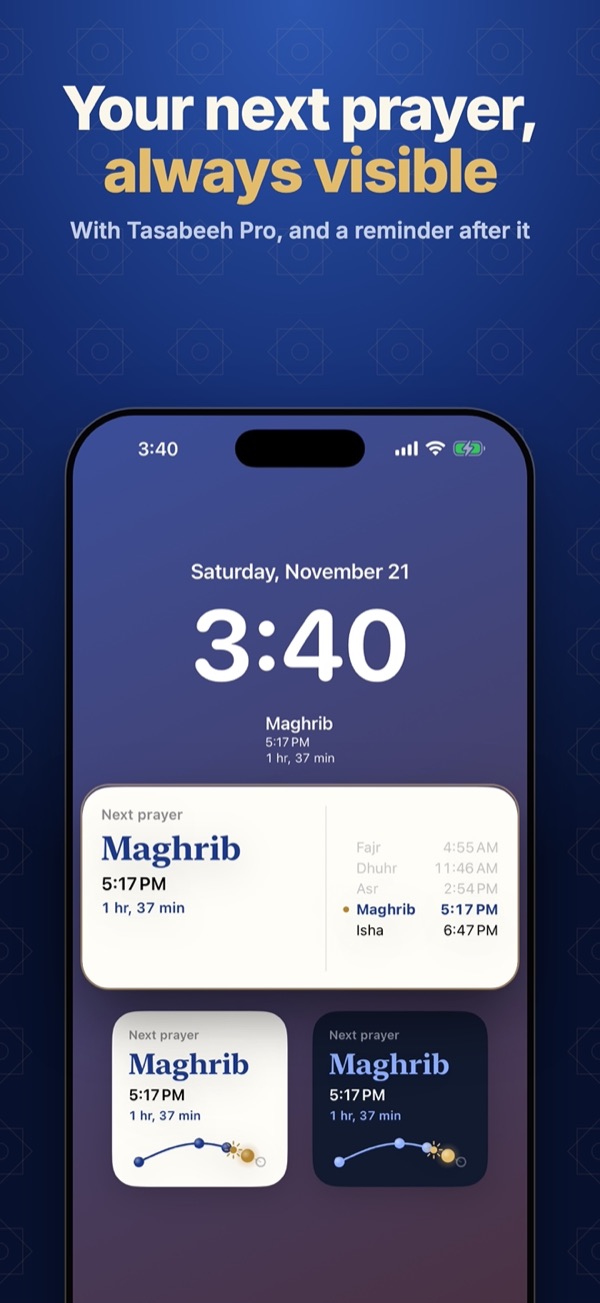 Your next prayer,
always visible
With Tasabeeh Pro, and a reminder after it
3:40
Saturday, November 21
3:40
Maghrib
5:17 PM
1 hr, 37 min
Next prayer
Maghrib
5:17 PM
1 hr, 37 min
Fajr 4:55 AM
Dhuhr 11:46 AM
Asr 2:54 PM
Maghrib 5:17 PM
Isha 6:47 PM
Next prayer
Maghrib
5:17 PM
1 hr, 37 min
Next prayer
Maghrib
5:17 PM
1 hr, 37 min